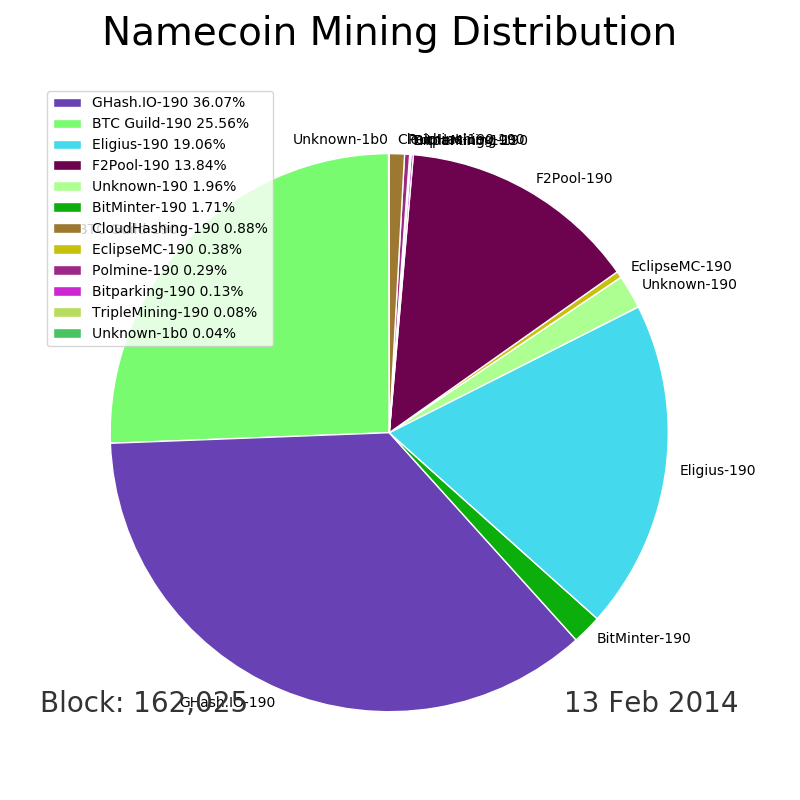 Namecoin Mining Distribution
GHash.IO-190 36.07%
BTC Guild-190 25.56%
Eligius-190 19.06%
F2Pool-190 13.84%
Unknown-190 1.96%
BitMinter-190 1.71%
CloudHashing-190 0.88%
EclipseMC-190 0.38%
Polmine-190 0.29%
Bitparking-190 0.13%
TripleMining-190 0.08%
Unknown-1b0 0.04%
Unknown-1b0
F2Pool-190
EclipseMC-190
Unknown-190
Eligius-190
BitMinter-190
GHash.IO-190
Block: 162,025
13 Feb 2014